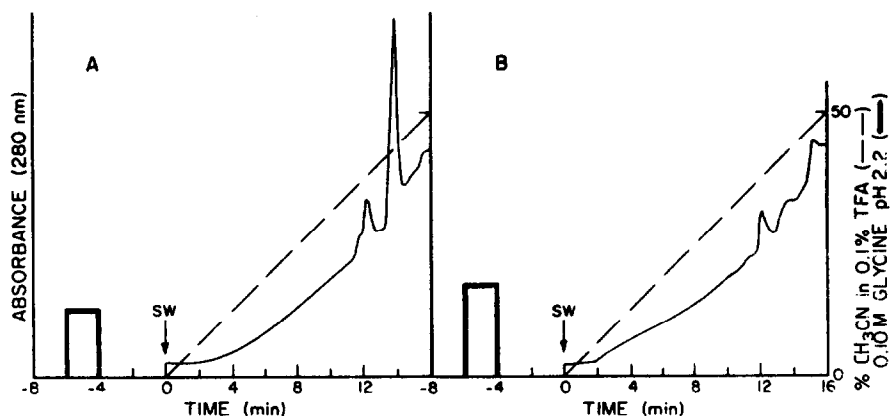 A
B
ABSORBANCE (280 nm)
SW
SW
50
0
-8 -4 0 4 8 12 -8 -4 0 4 8 12 16
TIME (min)
TIME (min)
% CH₃CN in 0.1% TFA (— —)
0.10M GLYCINE pH 2.2 (▬)